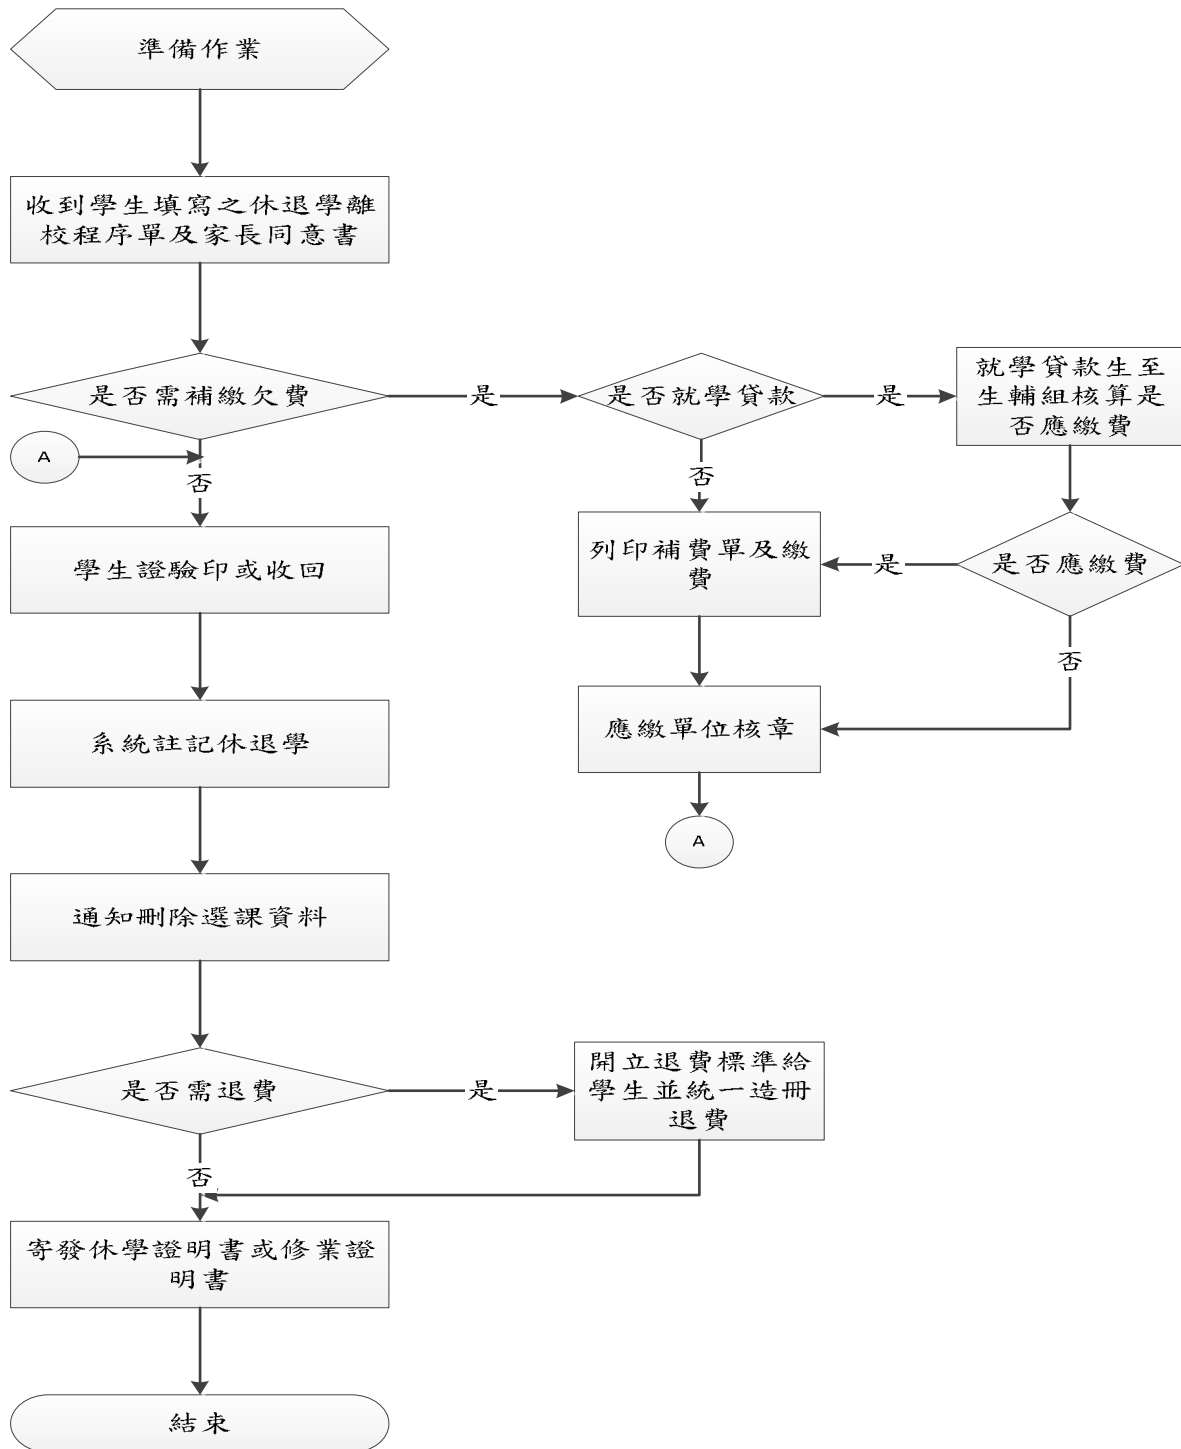 準備作業
收到學生填寫之休退學離
校程序單及家長同意書
是否需補繳欠費
是
是否就學貸款
是
就學貸款生至
生輔組核算是
否應繳費
A
否
否
學生證驗印或收回
列印補費單及繳
費
是
是否應繳費
否
系統註記休退學
應繳單位核章
A
通知刪除選課資料
是否需退費
是
開立退費標準給
學生並統一造冊
退費
否
寄發休學證明書或修業證
明書
結束